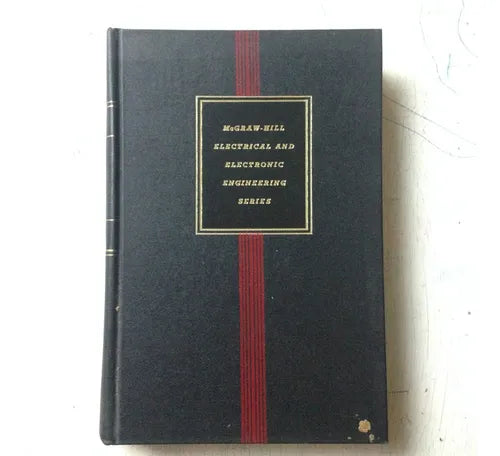 McGRAW-HILL
ELECTRICAL AND
ELECTRONIC
ENGINEERING
SERIES